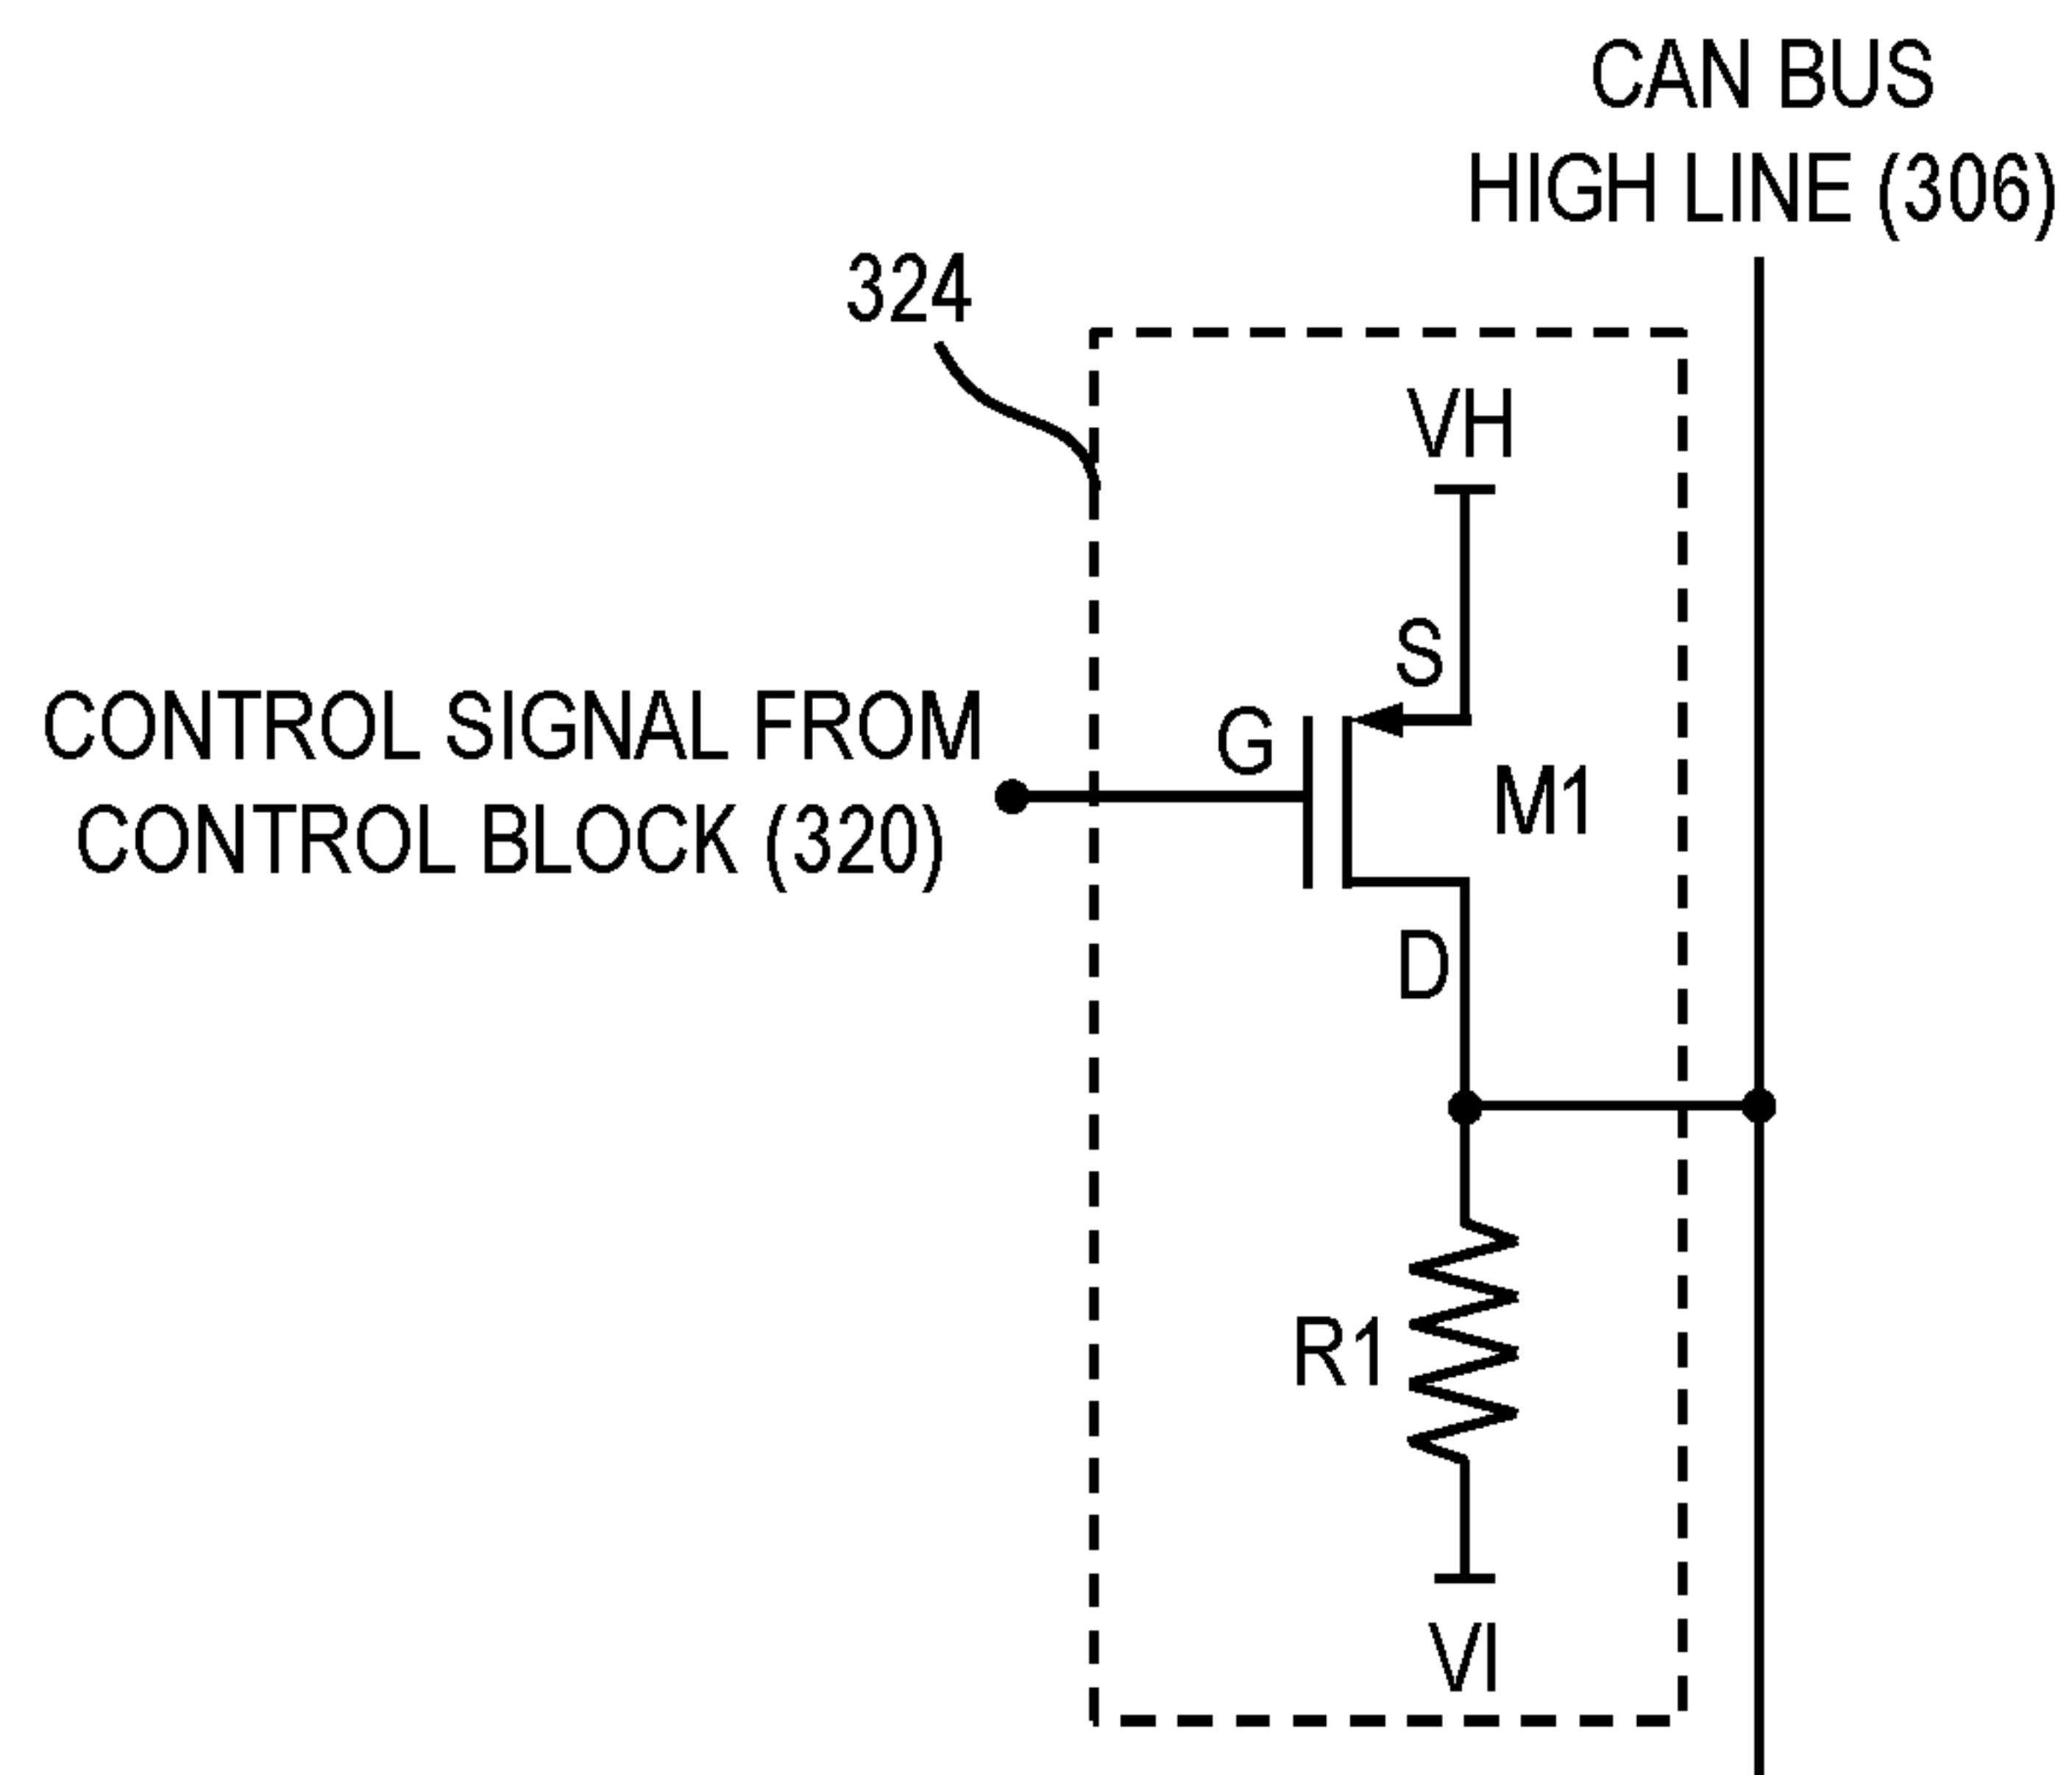 CAN BUS
HIGH LINE (306)
324
VH
S
CONTROL SIGNAL FROM
CONTROL BLOCK (320)
G
M1
D
R1
VI